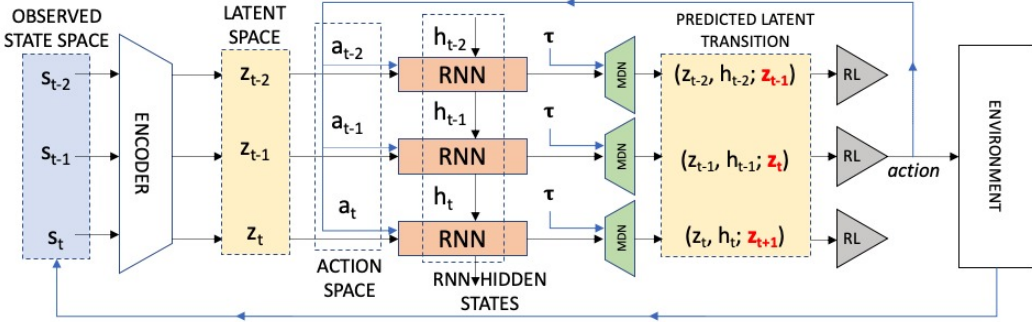 OBSERVED
STATE SPACE
s_{t-2}
s_{t-1}
s_t
ENCODER
LATENT
SPACE
z_{t-2}
z_{t-1}
z_t
a_{t-2}
a_{t-1}
a_t
ACTION
SPACE
h_{t-2}
RNN
h_{t-1}
RNN
h_t
RNN
RNN HIDDEN
STATES
τ
MDN
τ
MDN
τ
MDN
PREDICTED LATENT
TRANSITION
(z_{t-2}, h_{t-2}; z_{t-1})
(z_{t-1}, h_{t-1}; z_t)
(z_t, h_t; z_{t+1})
RL
RL
RL
action
ENVIRONMENT